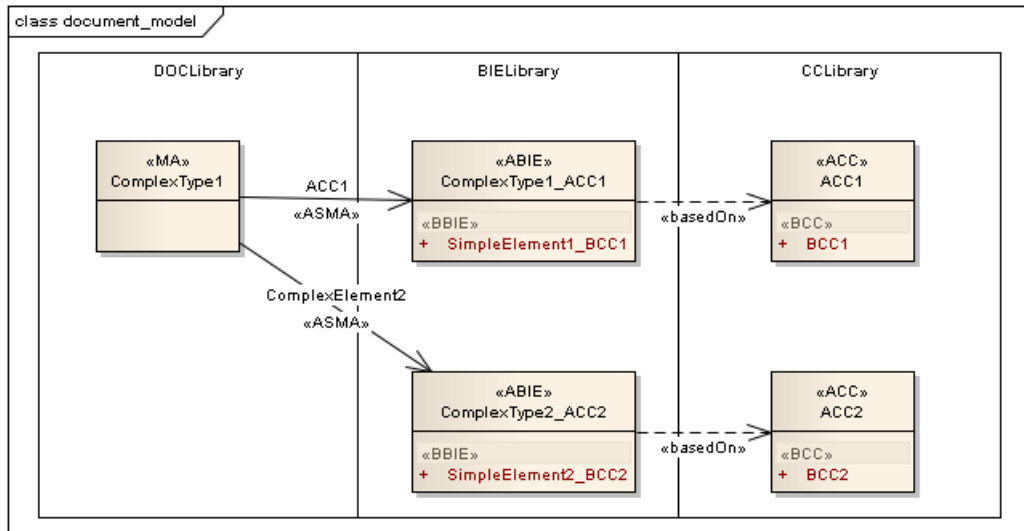 class document_model
DOCLibrary
BIELibrary
CCLibrary
«MA»
ComplexType1
ACC1
«ASMA»
«ABIE»
ComplexType1_ACC1
«BBIE»
+ SimpleElement1_BCC1
«basedOn»
«ACC»
ACC1
«BCC»
+ BCC1
ComplexElement2
«ASMA»
«ABIE»
ComplexType2_ACC2
«BBIE»
+ SimpleElement2_BCC2
«basedOn»
«ACC»
ACC2
«BCC»
+ BCC2